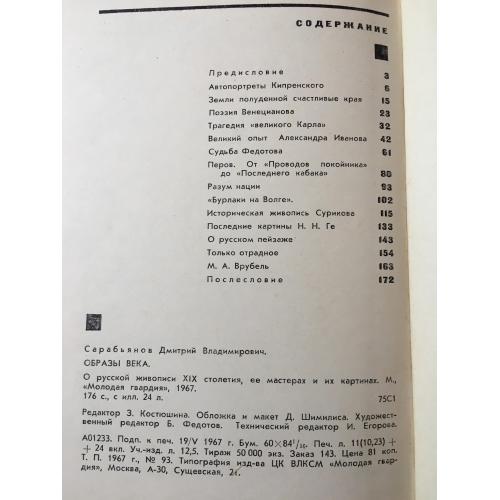 СОДЕРЖАНИЕ
Предисловие 3
Автопортреты Кипренского 6
Земли полуденной счастливые края 15
Поэзия Венецианова 23
Трагедия «великого Карла» 32
Великий опыт Александра Иванова 42
Судьба Федотова 61
Перов. От «Проводов покойника»
до «Последнего кабака» 80
Разум нации 93
«Бурлаки на Волге». 102
Историческая живопись Сурикова 115
Последние картины Н. Н. Ге 133
О русском пейзаже 143
Только отрадное 154
М. А. Врубель 163
Послесловие 172
Сарабьянов Дмитрий Владимирович.
ОБРАЗЫ ВЕКА.
О русской живописи XIX столетия, ее мастерах и их картинах. М.,
«Молодая гвардия», 1967.
176 с., с илл. 24 л.
75С1
Редактор З. Костюшина. Обложка и макет Д. Шимилиса. Художест-
венный редактор Б. Федотов. Технический редактор И. Егорова.
А01233. Подп. к печ. 19/V 1967 г. Бум. 60×84 1/16. Печ. л. 11(10,23) +
+ 24 вкл. Уч.-изд. л. 12,5. Тираж 50 000 экз. Заказ 143. Цена 81 коп.
Т. П. 1967 г., № 93. Типография изд-ва ЦК ВЛКСМ «Молодая гвар-
дия», Москва, А-30, Сущевская, 21.